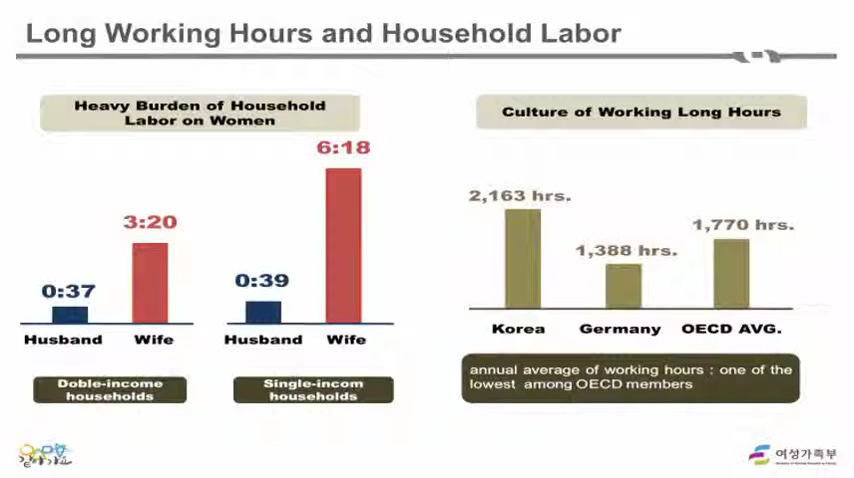 Long Working Hours and Household Labor
Heavy Burden of Household
Labor on Women
6:18
3:20
0:39
0:37
Husband Wife Husband Wife
Doble-income
households
Single-incom
households
Culture of Working Long Hours
2,163 hrs.
1,770 hrs.
1,388 hrs.
Korea Germany OECD AVG.
annual average of working hours : one of the
lowest among OECD members
여성가족부